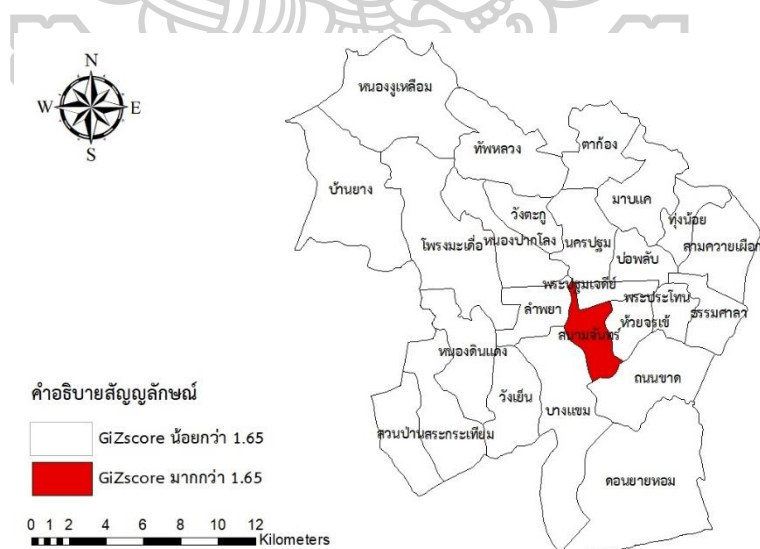 N
W E
S
หนองงูเหลือม
ทัพหลวง
ตาก้อง
บ้านยาง
มาบแค
วังตะกู
ทุ่งน้อย
โพรงมะเดื่อ
หนองปากโลง
นครปฐม
สามควายเผือก
บ่อพลับ
พระปฐมเจดีย์
พระประโทน
ลำพยา
ธรรมศาลา
สนามจันทร์
ห้วยจรเข้
หนองดินแดง
ถนนขาด
วังเย็น
บางแขม
สวนป่าน
สระกระเทียม
ดอนยายหอม
คำอธิบายสัญญลักษณ์
GiZscore น้อยกว่า 1.65
GiZscore มากกว่า 1.65
0 1 2 4 6 8 10 12
Kilometers